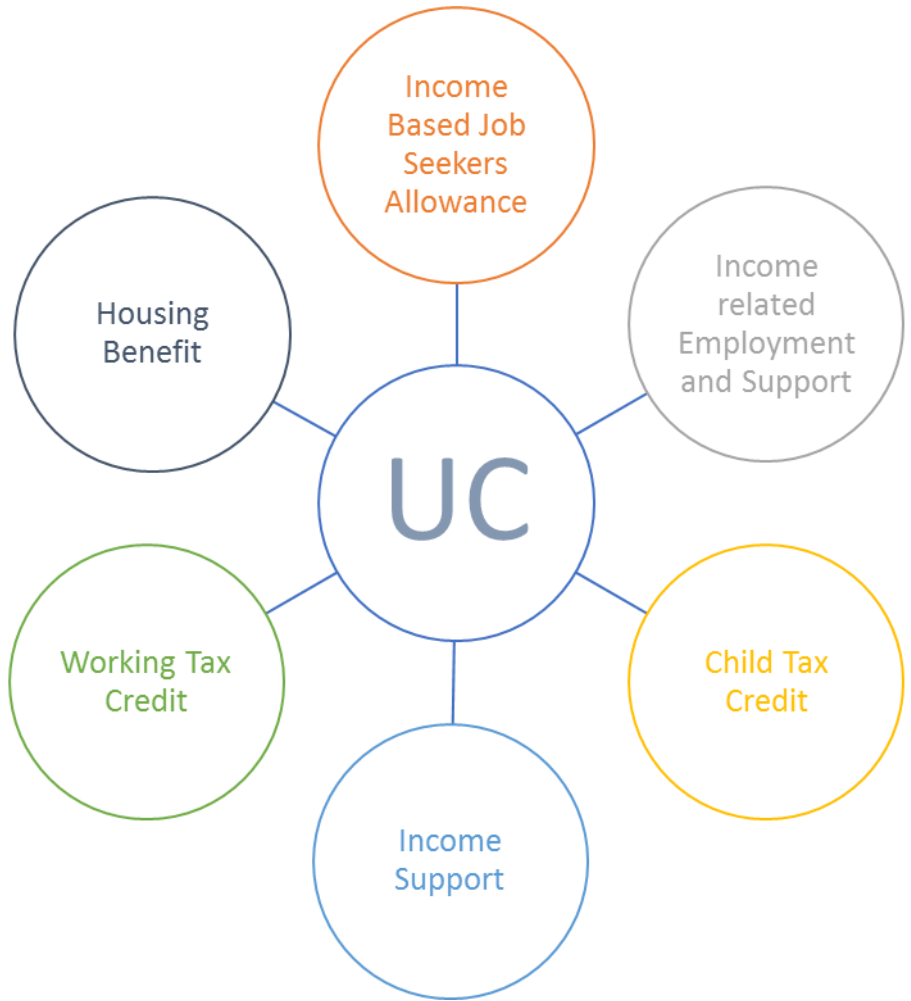 Income
Based Job
Seekers
Allowance
Income
related
Employment
and Support
Housing
Benefit
UC
Working Tax
Credit
Child Tax
Credit
Income
Support